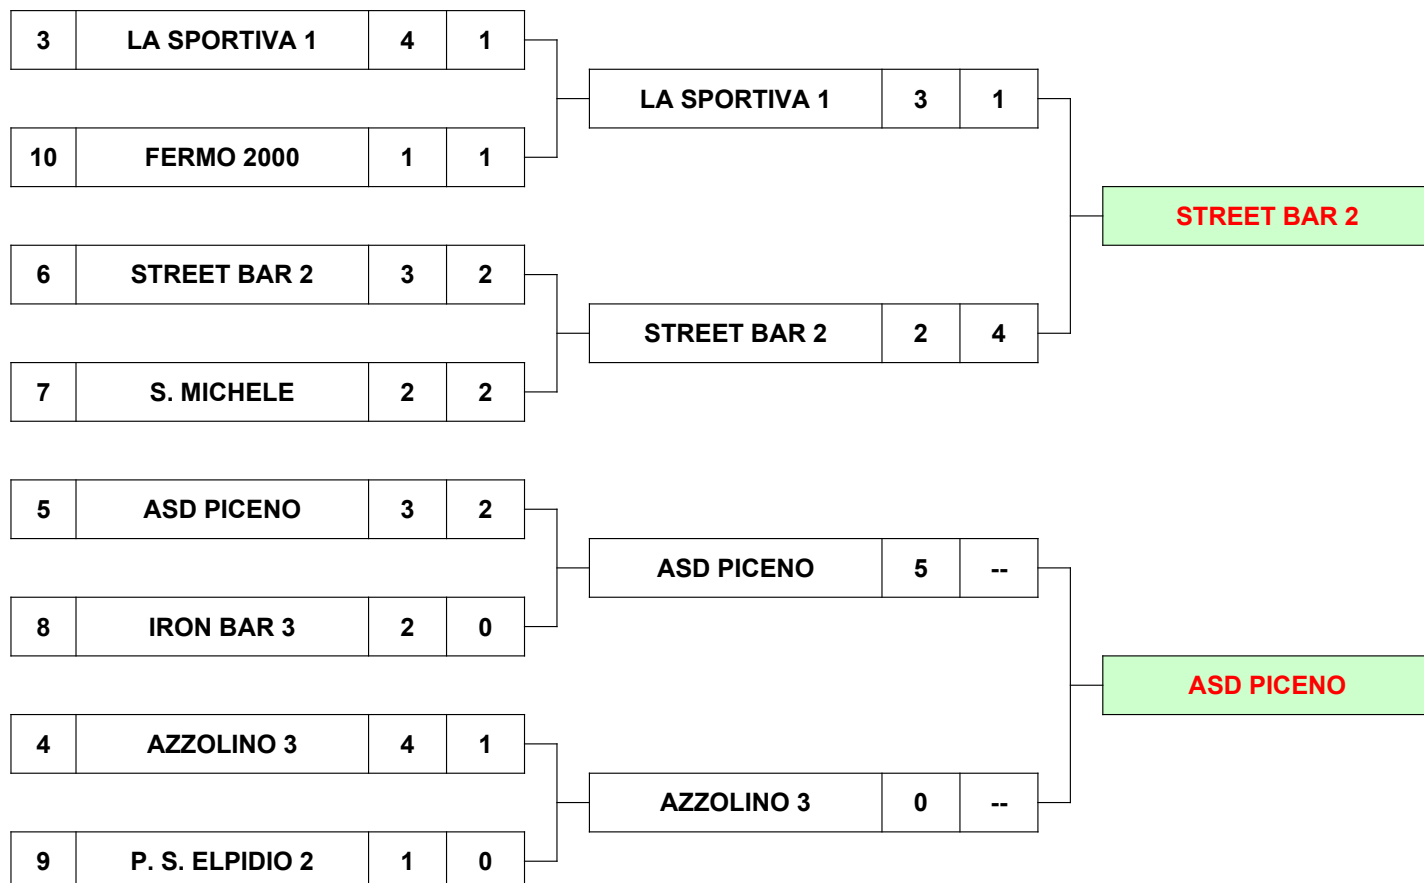 3 LA SPORTIVA 1 4 1
LA SPORTIVA 1 3 1
10 FERMO 2000 1 1
STREET BAR 2
6 STREET BAR 2 3 2
STREET BAR 2 2 4
7 S. MICHELE 2 2
5 ASD PICENO 3 2
ASD PICENO 5 --
8 IRON BAR 3 2 0
ASD PICENO
4 AZZOLINO 3 4 1
AZZOLINO 3 0 --
9 P. S. ELPIDIO 2 1 0